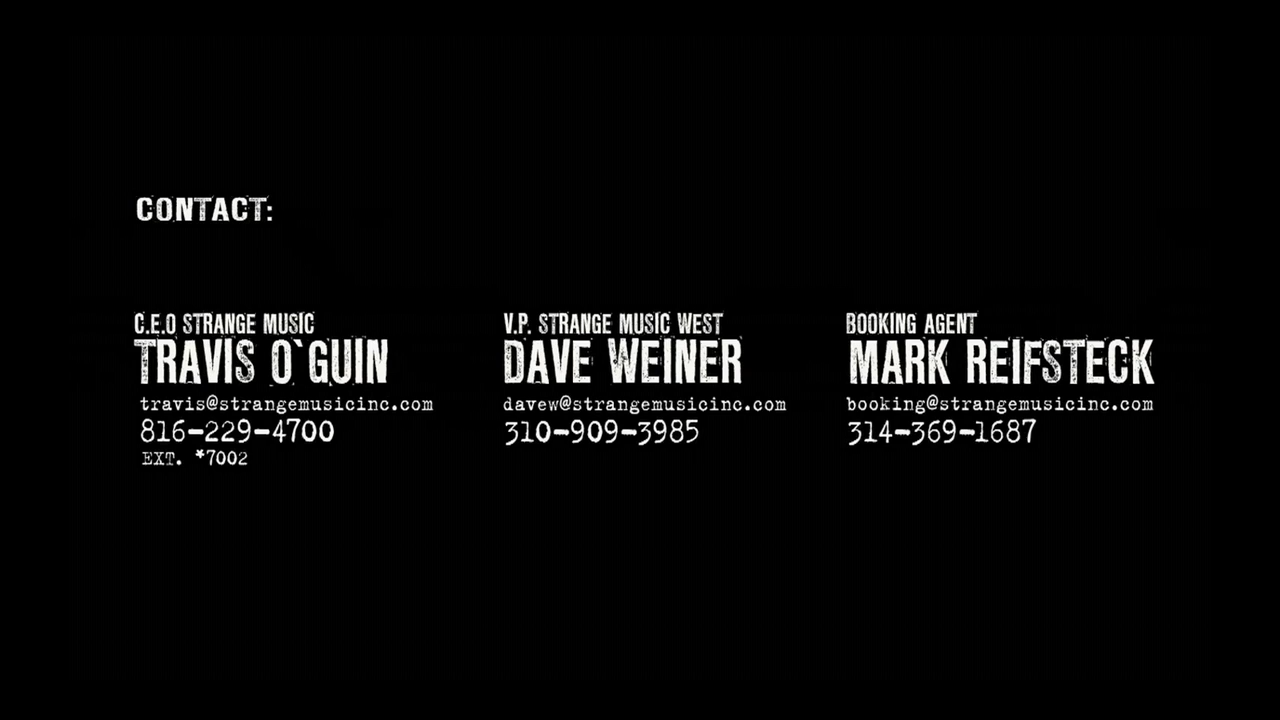 CONTACT:
C.E.O STRANGE MUSIC
TRAVIS O`GUIN
travis@strangemusicinc.com
816-229-4700
EXT. *7002
V.P. STRANGE MUSIC WEST
DAVE WEINER
davew@strangemusicinc.com
310-909-3985
BOOKING AGENT
MARK REIFSTECK
booking@strangemusicinc.com
314-369-1687